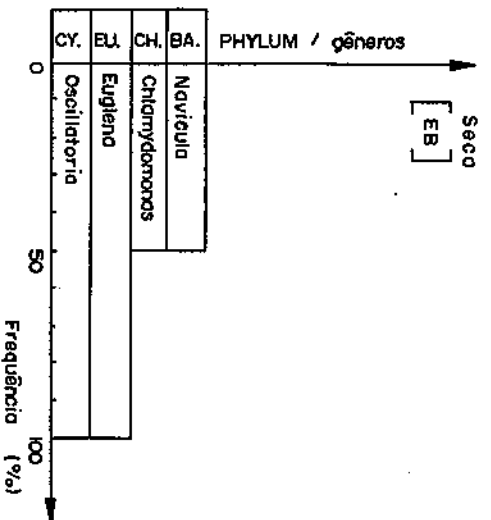 CY. EU. CH. BA. PHYLUM / gêneros
Oscillatoria
Euglena
Chlamydomonas
Navicula
Seco
[EB]
0 50 100
Frequência (%)